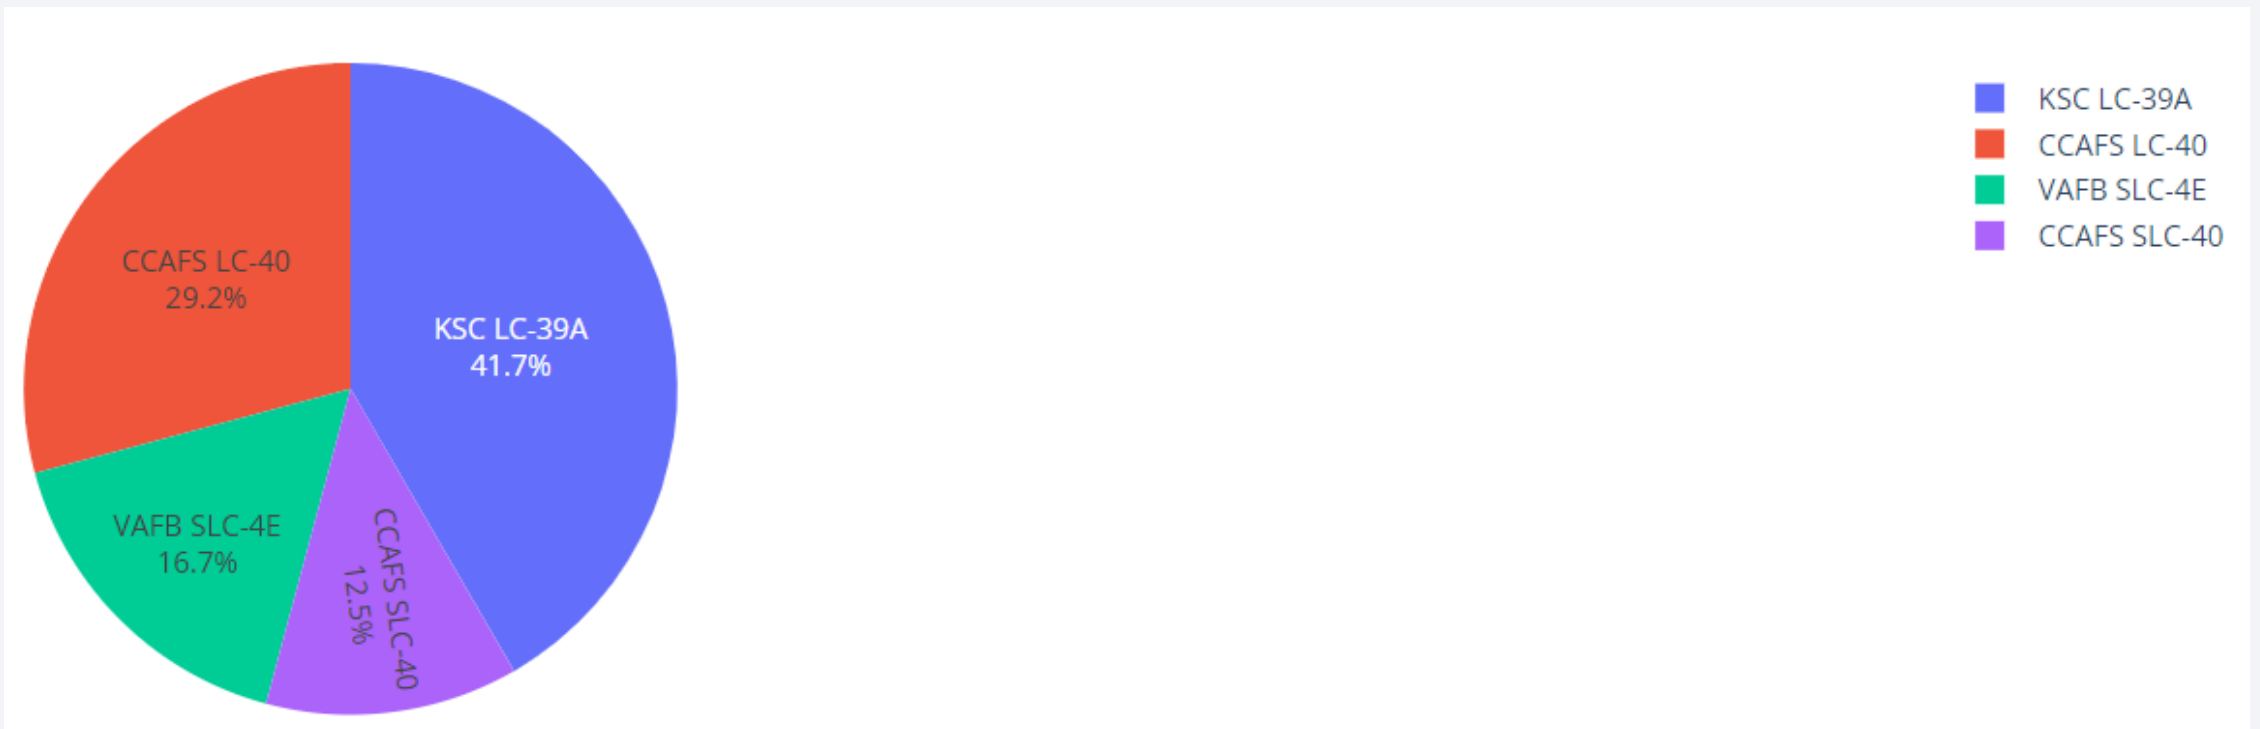 CCAFS LC-40
29.2%
KSC LC-39A
41.7%
VAFB SLC-4E
16.7%
CCAFS SLC-40
12.5%
KSC LC-39A
CCAFS LC-40
VAFB SLC-4E
CCAFS SLC-40